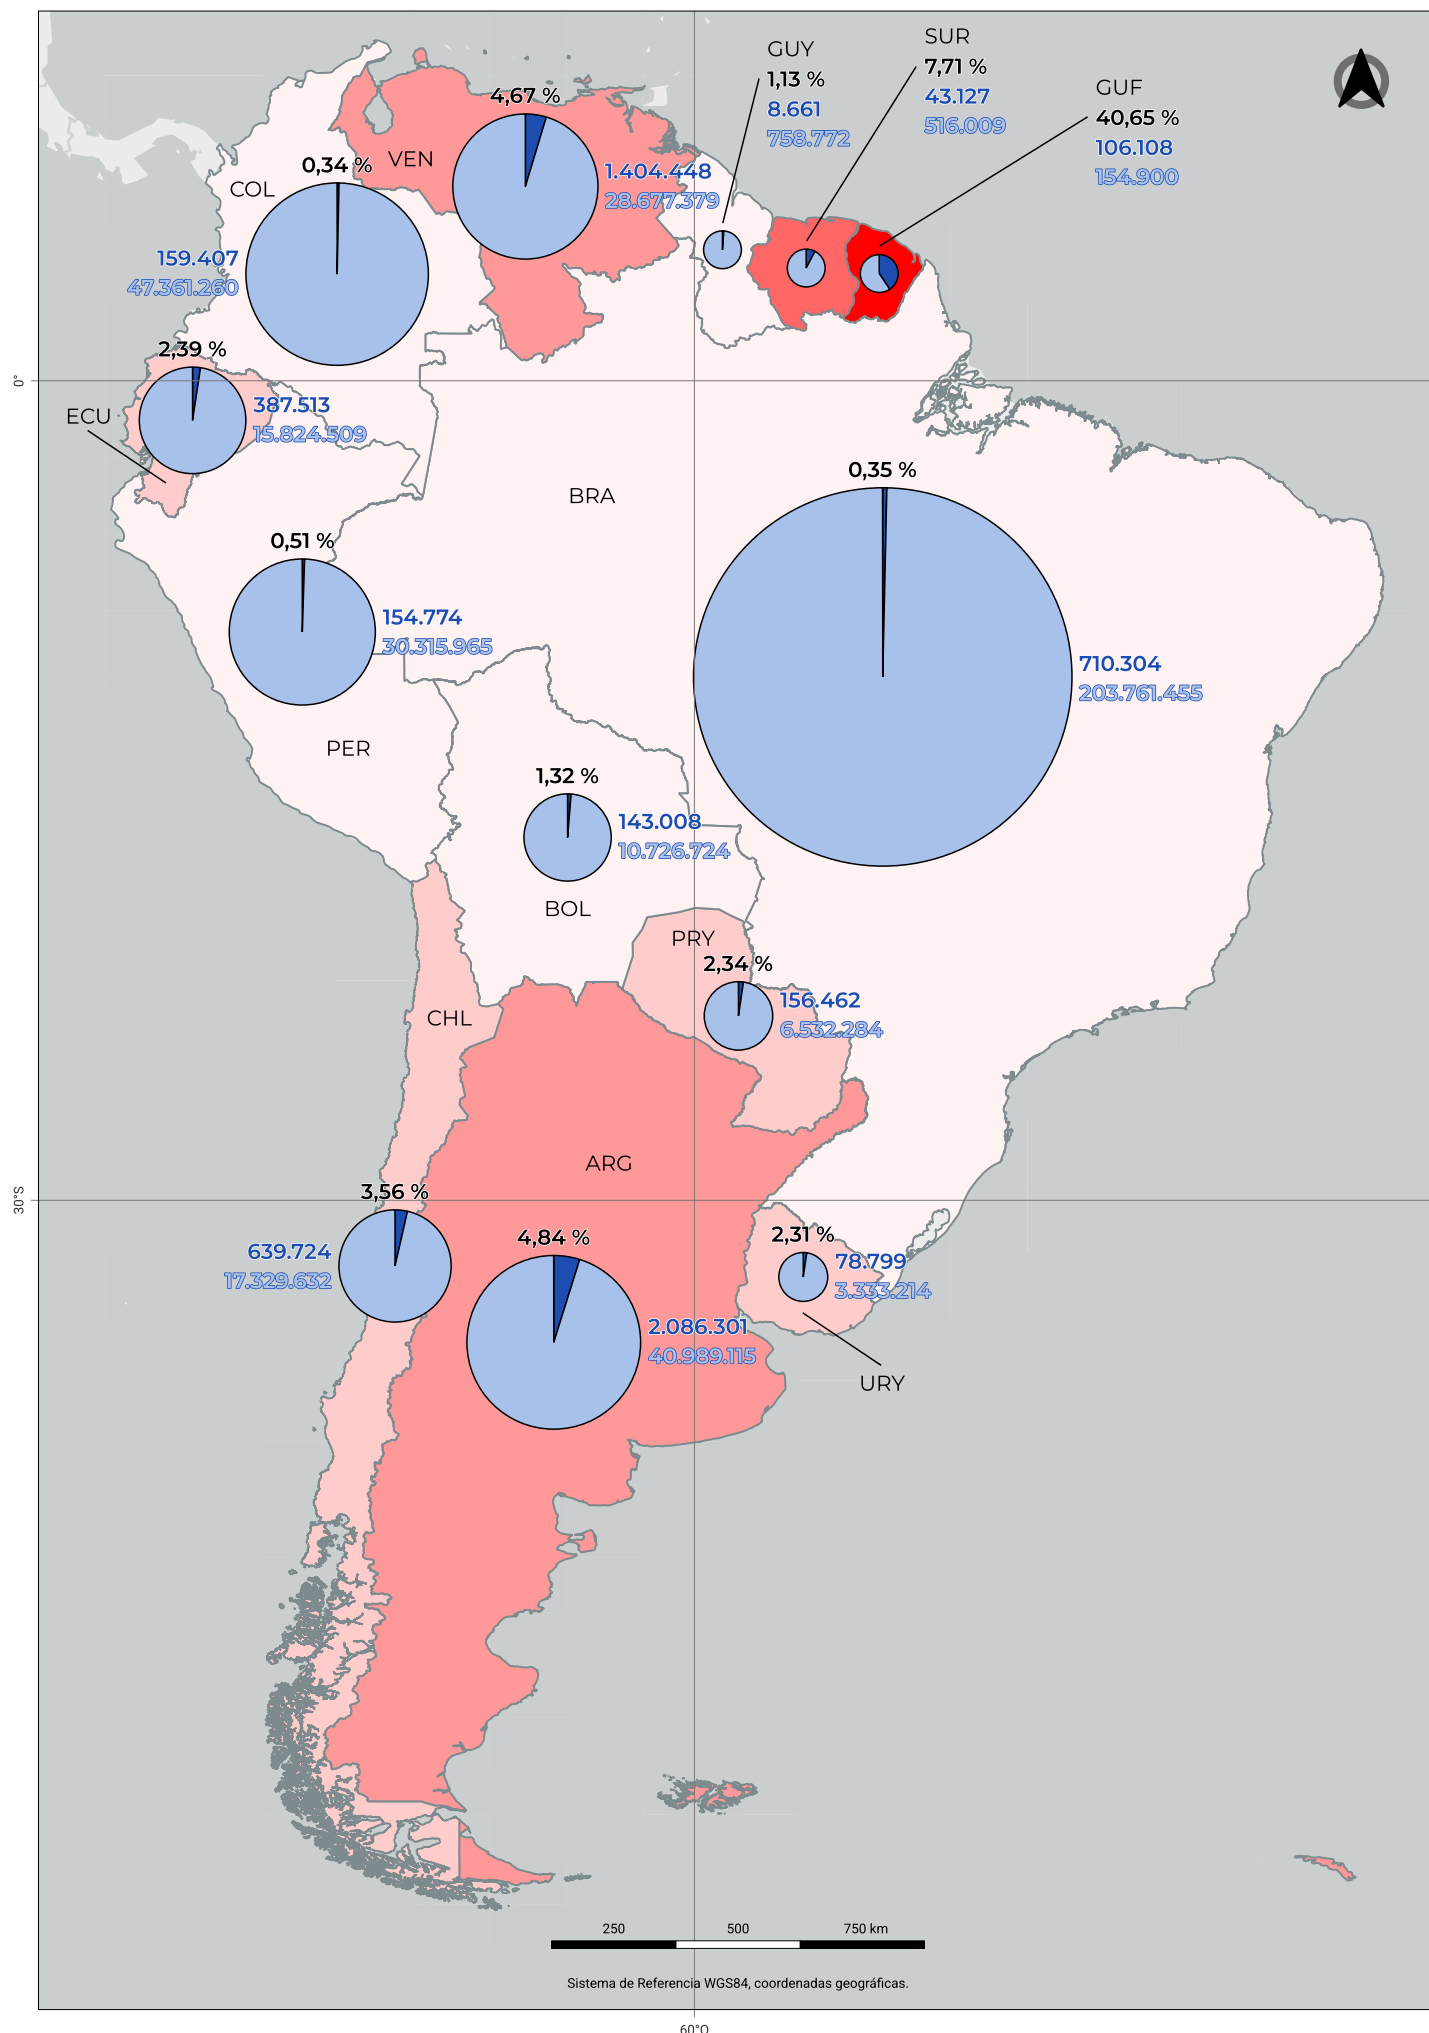 SUR
7,71 %
43.127
516.009
GUY
1,13 %
8.661
758.772
GUF
40,65 %
106.108
154.900
4,67 %
VEN
1.404.448
28.677.379
0,34 %
COL
159.407
47.361.260
2,39 %
ECU
387.513
15.824.509
0°
BRA
0,35 %
710.304
203.761.455
0,51 %
154.774
30.315.965
PER
1,32 %
143.008
10.726.724
BOL
PRY
2,34 %
156.462
6.532.284
CHL
ARG
30°S
3,56 %
639.724
17.329.632
4,84 %
2.086.301
40.989.115
2,31 %
78.799
3.333.214
URY
250 500 750 km
Sistema de Referencia WGS84, coordenadas geográficas.
60°O